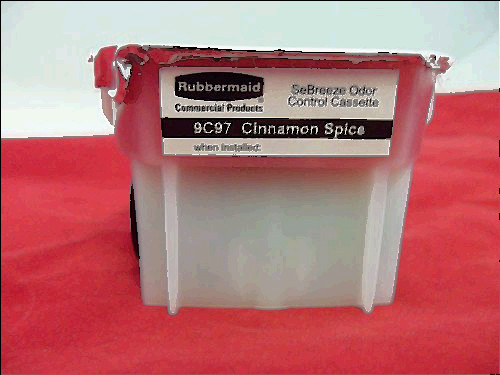 Rubbermaid
Commercial Products
SeBreeze Odor
Control Cassette
9C97 Cinnamon Spice
when installed: